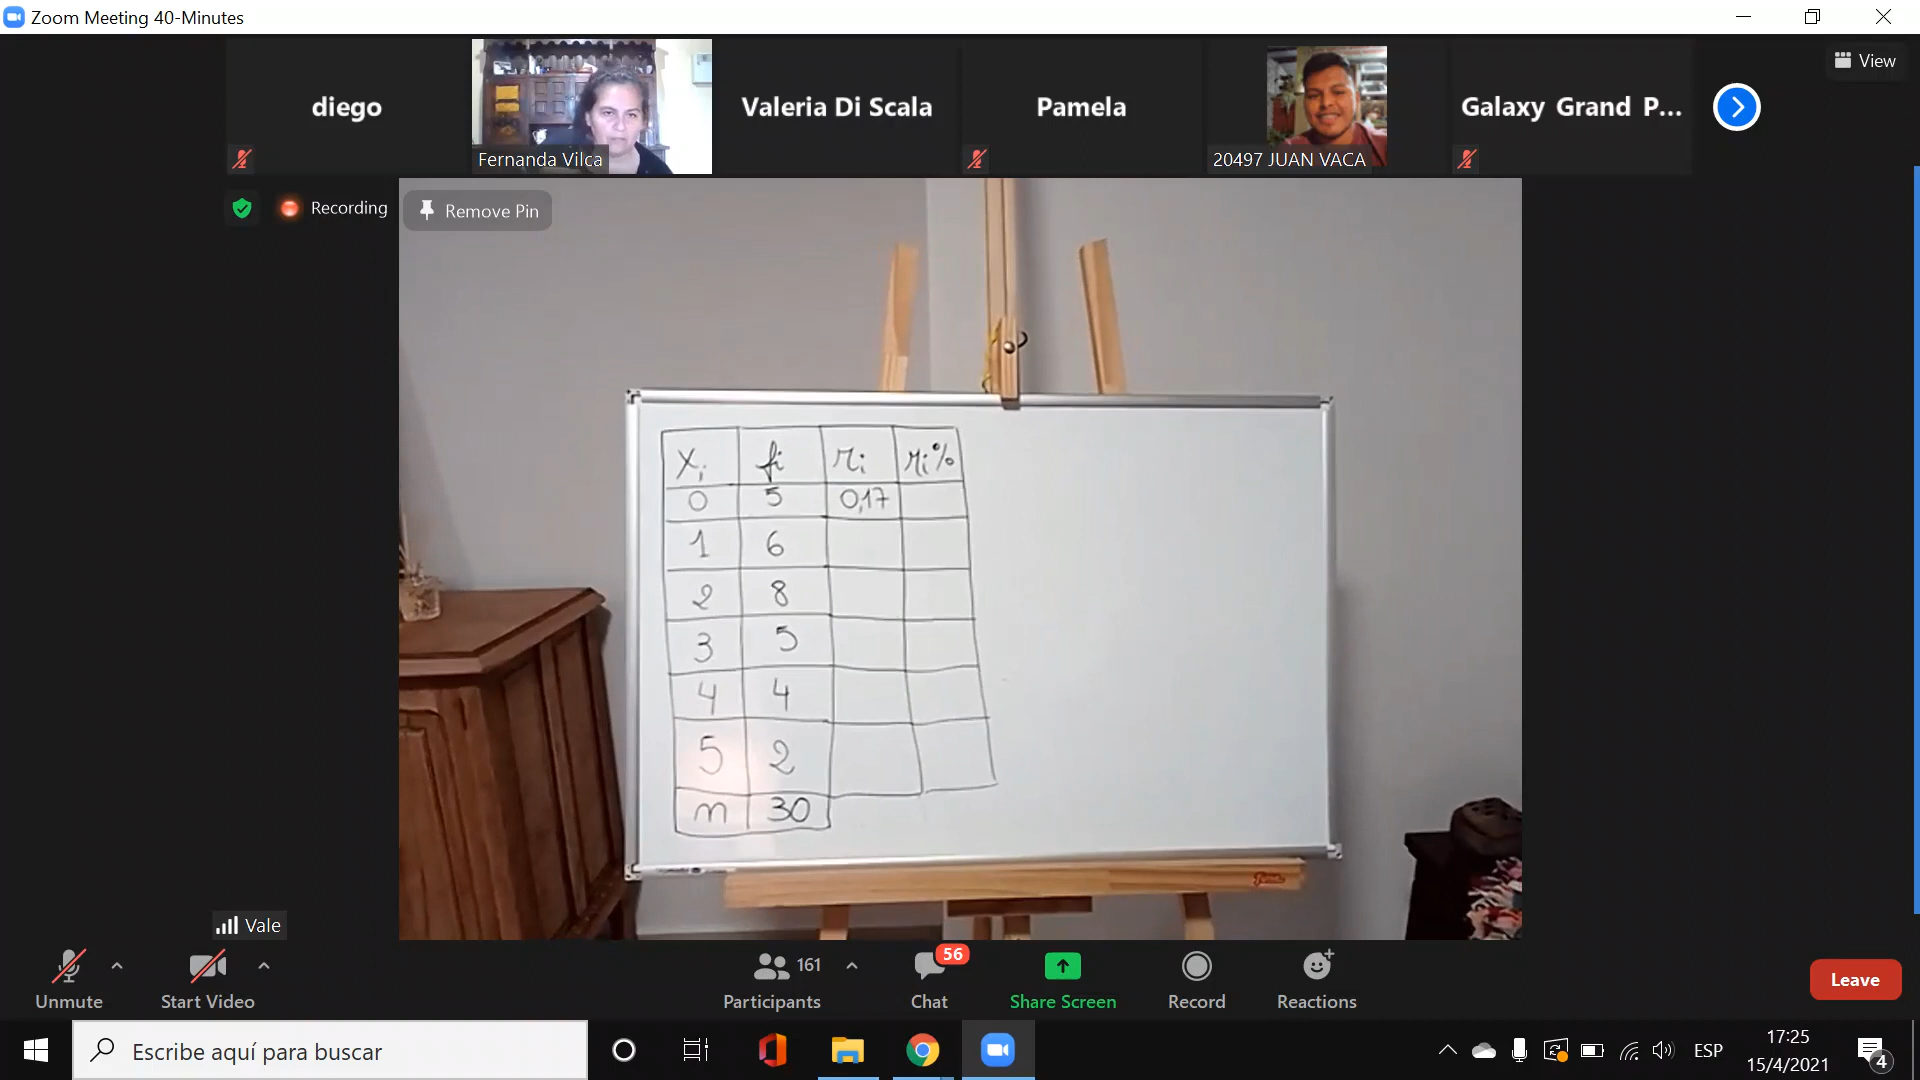 Zoom Meeting 40-Minutes
View
diego
Fernanda Vilca
Valeria Di Scala
Pamela
20497 JUAN VACA
Galaxy Grand P...
Recording
Remove Pin
Xi fi ri ri%
0 5 0,17
1 6
2 8
3 5
4 4
5 2
n 30
Vale
161
56
Unmute
Start Video
Participants
Chat
Share Screen
Record
Reactions
Leave
Escribe aquí para buscar
ESP
17:25
15/4/2021
4